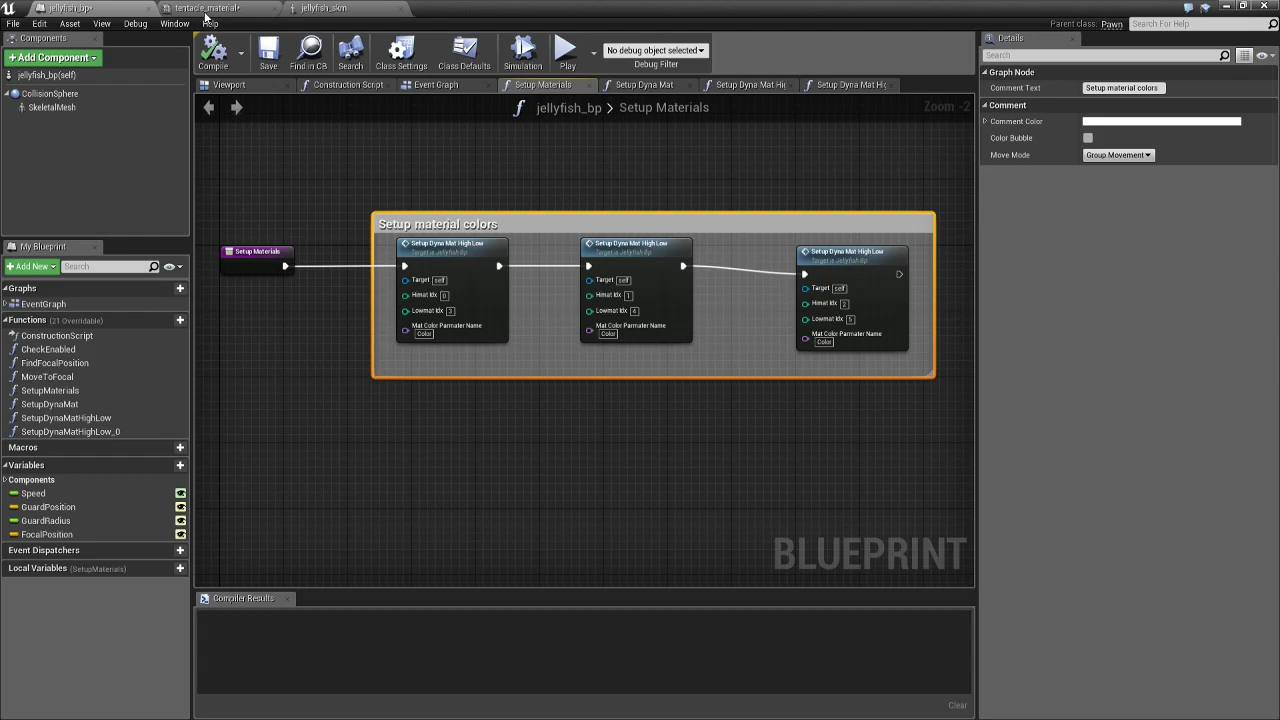 jellyfish_bp*
tentacle_material*
jellyfish_skm
File Edit Asset View Debug Window Help
Parent class: Pawn
Search For Help
Components
Add Component
jellyfish_bp(self)
CollisionSphere
SkeletalMesh
Compile
Save
Find in CB
Search
Class Settings
Class Defaults
Simulation
Play
No debug object selected
Debug Filter
Viewport
Construction Script
Event Graph
Setup Materials
Setup Dyna Mat
Setup Dyna Mat Hig
Setup Dyna Mat Hi
jellyfish_bp > Setup Materials
Zoom -2
Setup material colors
Setup Materials
Setup Dyna Mat High Low
Target is Jellyfish Bp
Target self
Himat Idx 0
Lowmat Idx 3
Mat Color Parmater Name
Color
Setup Dyna Mat High Low
Target is Jellyfish Bp
Target self
Himat Idx 1
Lowmat Idx 4
Mat Color Parmater Name
Color
Setup Dyna Mat High Low
Target is Jellyfish Bp
Target self
Himat Idx 2
Lowmat Idx 5
Mat Color Parmater Name
Color
BLUEPRINT
My Blueprint
Add New
Search
Graphs
EventGraph
Functions (21 Overridable)
ConstructionScript
CheckEnabled
FindFocalPosition
MoveToFocal
SetupMaterials
SetupDynaMat
SetupDynaMatHighLow
SetupDynaMatHighLow_0
Macros
Variables
Components
Speed
GuardPosition
GuardRadius
FocalPosition
Event Dispatchers
Local Variables (SetupMaterials)
Compiler Results
Clear
Details
Search
Graph Node
Comment Text Setup material colors
Comment
Comment Color
Color Bubble
Move Mode Group Movement